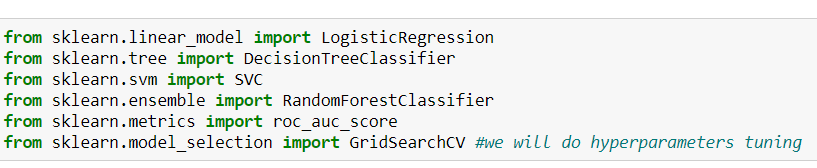 from sklearn.linear_model import LogisticRegression
from sklearn.tree import DecisionTreeClassifier
from sklearn.svm import SVC
from sklearn.ensemble import RandomForestClassifier
from sklearn.metrics import roc_auc_score
from sklearn.model_selection import GridSearchCV #we will do hyperparameters tuning